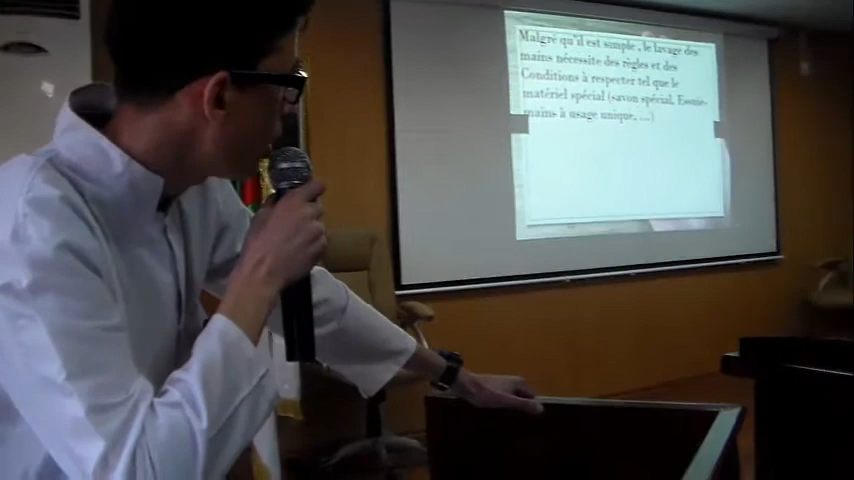 Malgré qu'il est simple, le lavage des
mains nécessite des règles et des
Conditions à respecter tel que le
matériel spécial (savon spécial, Essuie-
mains à usage unique, ...)